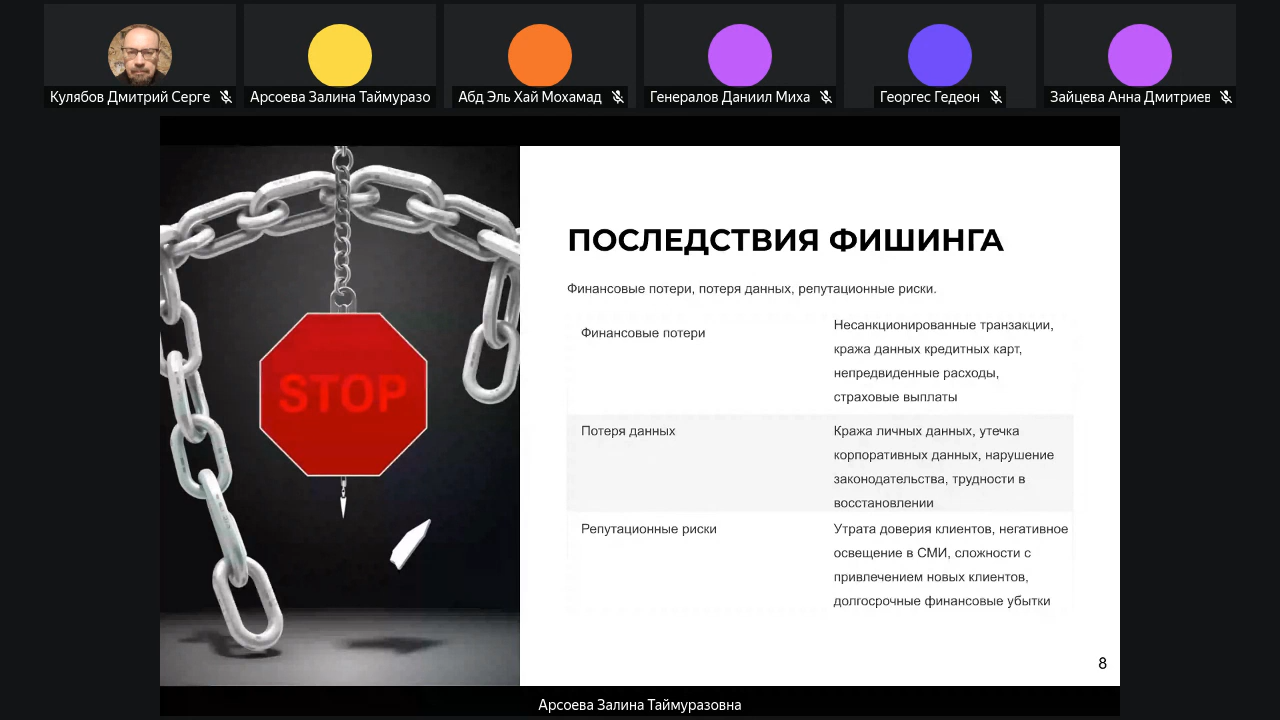 Кулябов Дмитрий Серге
Арсоева Залина Таймуразо
Абд Эль Хай Мохамад
Генералов Даниил Миха
Георгес Гедеон
Зайцева Анна Дмитриев
STOP
ПОСЛЕДСТВИЯ ФИШИНГА
Финансовые потери, потеря данных, репутационные риски.
Финансовые потери
Несанкционированные транзакции,
кража данных кредитных карт,
непредвиденные расходы,
страховые выплаты
Потеря данных
Кража личных данных, утечка
корпоративных данных, нарушение
законодательства, трудности в
восстановлении
Репутационные риски
Утрата доверия клиентов, негативное
освещение в СМИ, сложности с
привлечением новых клиентов,
долгосрочные финансовые убытки
8
Арсоева Залина Таймуразовна